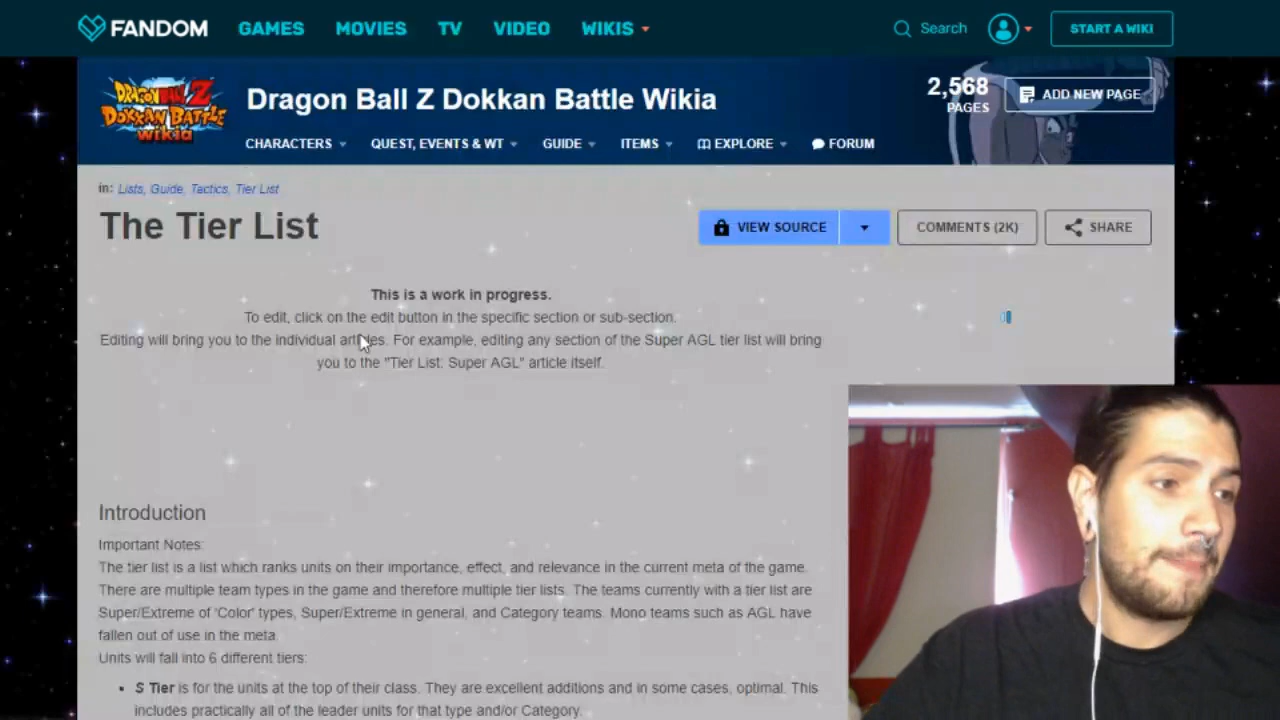 FANDOM GAMES MOVIES TV VIDEO WIKIS Search START A WIKI
DRAGON BALL Z
DOKKAN BATTLE
wikia
Dragon Ball Z Dokkan Battle Wikia
2,568
PAGES
ADD NEW PAGE
CHARACTERS QUEST, EVENTS & WT GUIDE ITEMS EXPLORE FORUM
in: Lists, Guide, Tactics, Tier List
The Tier List
VIEW SOURCE COMMENTS (2K) SHARE
This is a work in progress.
To edit, click on the edit button in the specific section or sub-section.
Editing will bring you to the individual articles. For example, editing any section of the Super AGL tier list will bring
you to the "Tier List: Super AGL" article itself.
Introduction
Important Notes:
The tier list is a list which ranks units on their importance, effect, and relevance in the current meta of the game.
There are multiple team types in the game and therefore multiple tier lists. The teams currently with a tier list are
Super/Extreme of 'Color' types, Super/Extreme in general, and Category teams. Mono teams such as AGL have
fallen out of use in the meta.
Units will fall into 6 different tiers:
• S Tier is for the units at the top of their class. They are excellent additions and in some cases, optimal. This
includes practically all of the leader units for that type and/or Category.